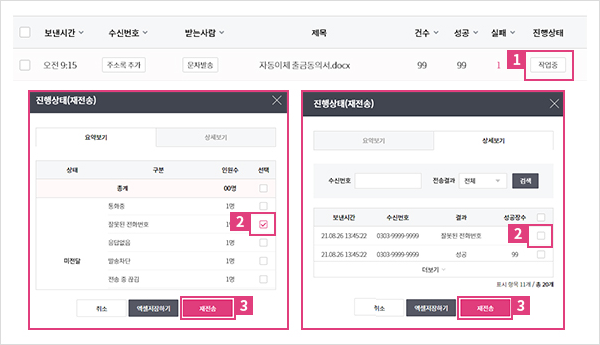 보낸시간 수신번호 받는사람 제목 건수 성공 실패 진행상태
1
오전 9:15 주소록 추가 문자발송 자동이체 출금동의서.docx 99 99 1 작업중
진행상태(재전송)
요약보기 상세보기
상태 구분 인원수 선택
총계 00명
통화중 1명
잘못된 전화번호 1명
2
응답없음 1명
미전달 발송차단 1명
전송 중 끊김 1명
취소 엑셀저장하기 재전송
3
진행상태(재전송)
요약보기 상세보기
수신번호 전송결과 전체 검색
보낸시간 수신번호 결과 성공장수
2
21.08.26 13:45:22 0303-9999-9999 잘못된 전화번호
21.08.26 13:45:22 0303-9999-9999 성공 99
더보기
표시 항목 11개 / 총 20개
취소 엑셀저장하기 재전송
3